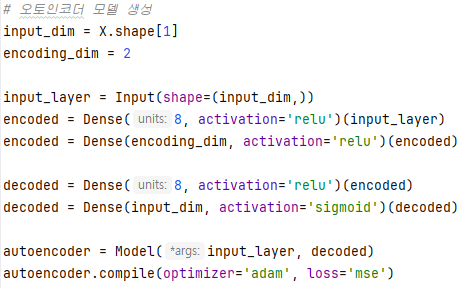 # 오토인코더 모델 생성
input_dim = X.shape[1]
encoding_dim = 2
input_layer = Input(shape=(input_dim,))
encoded = Dense( units: 8, activation='relu')(input_layer)
encoded = Dense(encoding_dim, activation='relu')(encoded)
decoded = Dense( units: 8, activation='relu')(encoded)
decoded = Dense(input_dim, activation='sigmoid')(decoded)
autoencoder = Model( *args: input_layer, decoded)
autoencoder.compile(optimizer='adam', loss='mse')